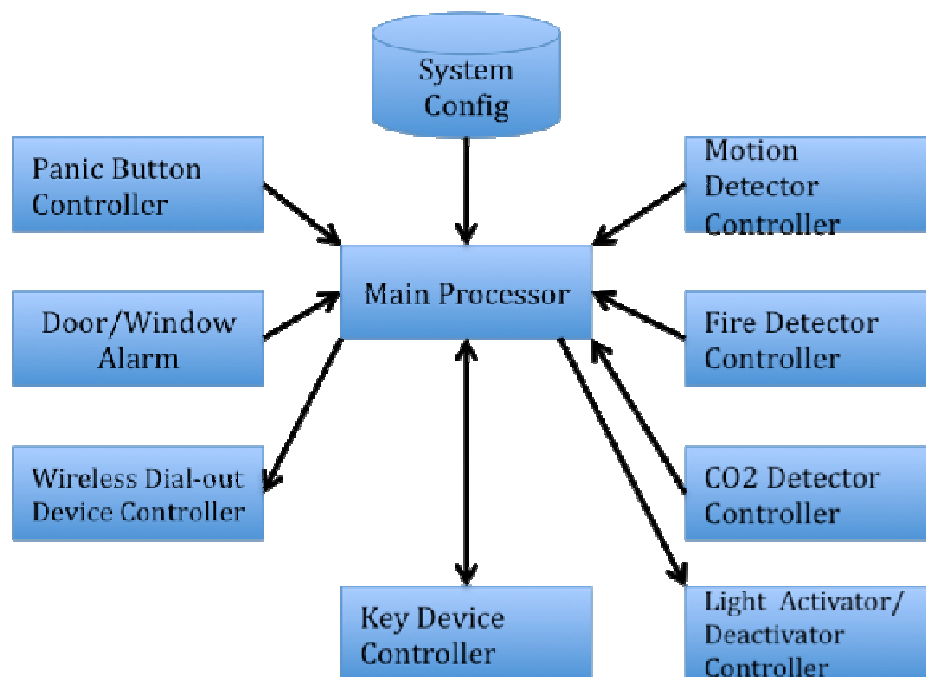 System
Config
Panic Button
Controller
Motion
Detector
Controller
Main Processor
Door/Window
Alarm
Fire Detector
Controller
Wireless Dial-out
Device Controller
CO2 Detector
Controller
Key Device
Controller
Light Activator/
Deactivator
Controller